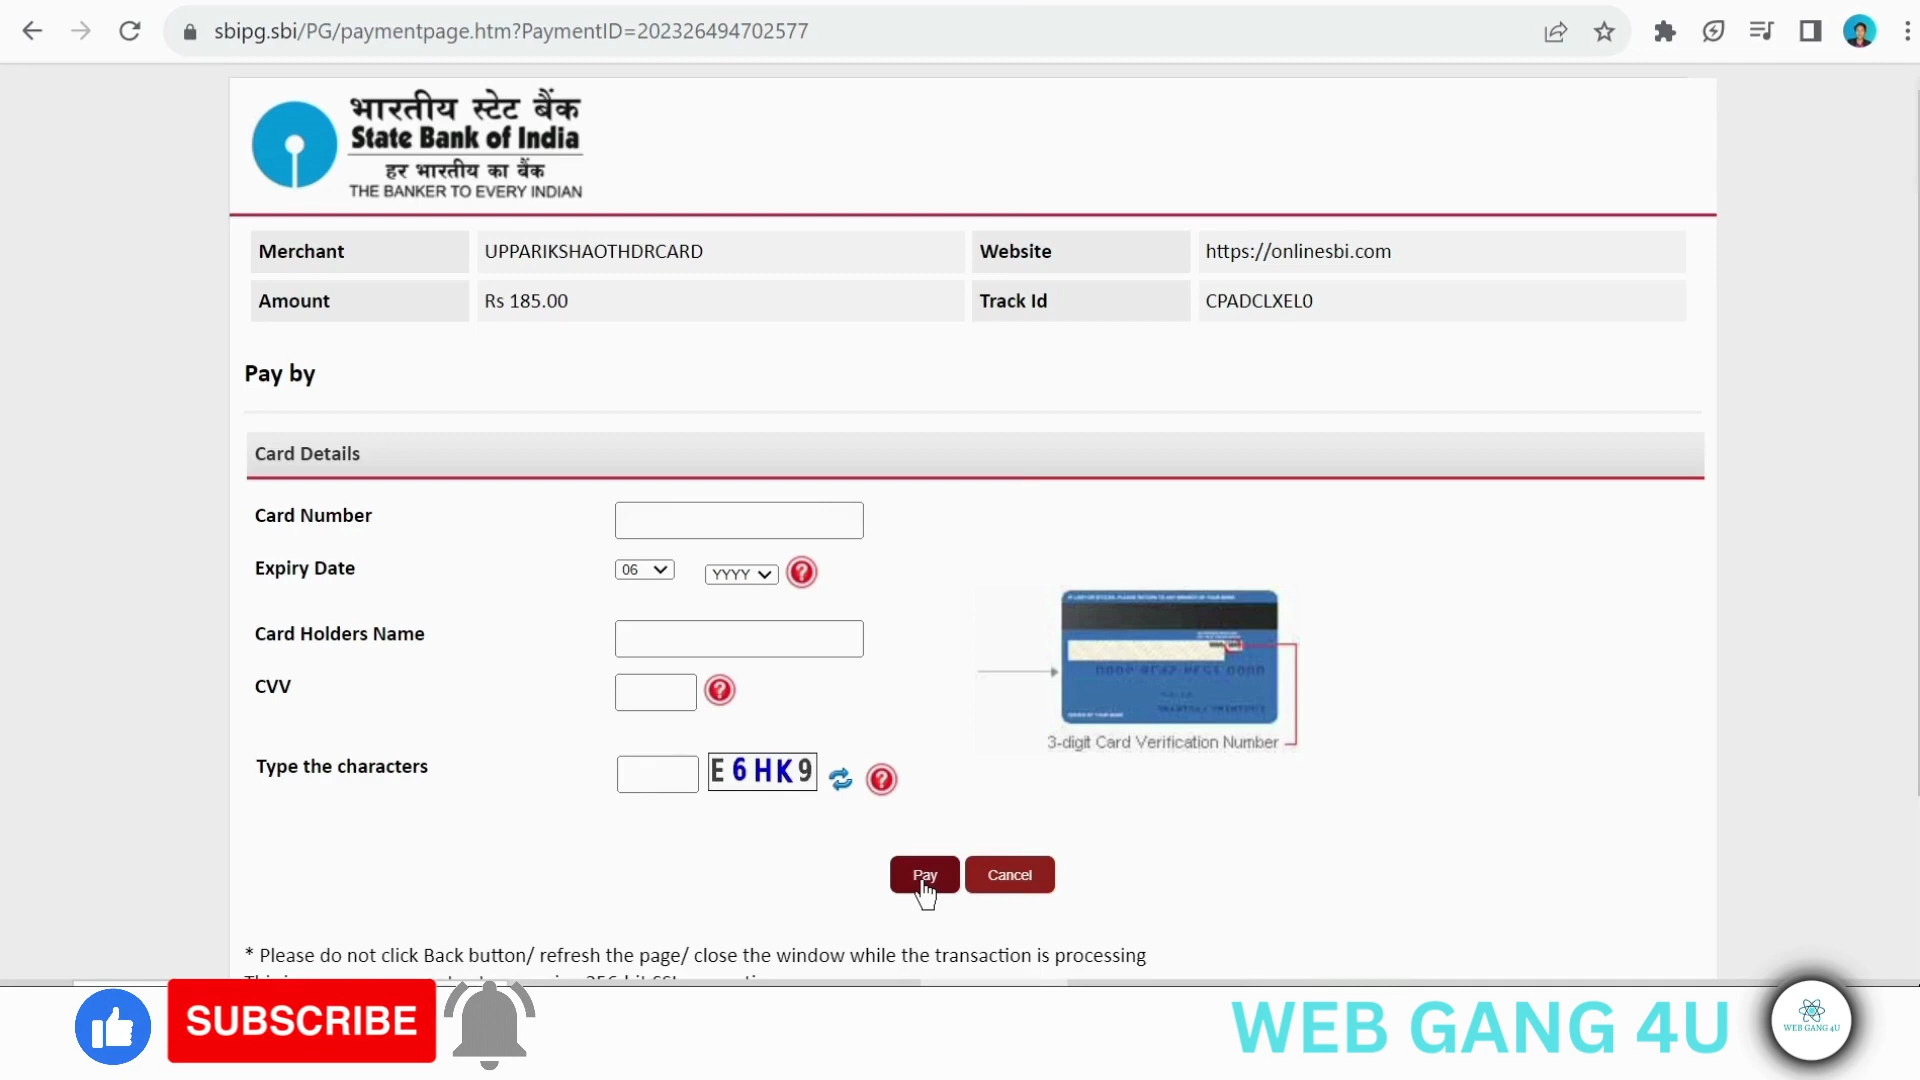 sbipg.sbi/PG/paymentpage.htm?PaymentID=202326494702577
भारतीय स्टेट बैंक
State Bank of India
हर भारतीय का बैंक
THE BANKER TO EVERY INDIAN
Merchant UPPARIKSHAOTHDRCARD Website https://onlinesbi.com
Amount Rs 185.00 Track Id CPADCLXEL0
Pay by
Card Details
Card Number
Expiry Date 06 YYYY ?
Card Holders Name
CVV ?
3-digit Card Verification Number
Type the characters E6HK9 ?
Pay Cancel
* Please do not click Back button/ refresh the page/ close the window while the transaction is processing
SUBSCRIBE
WEB GANG 4U
WEB GANG 4U